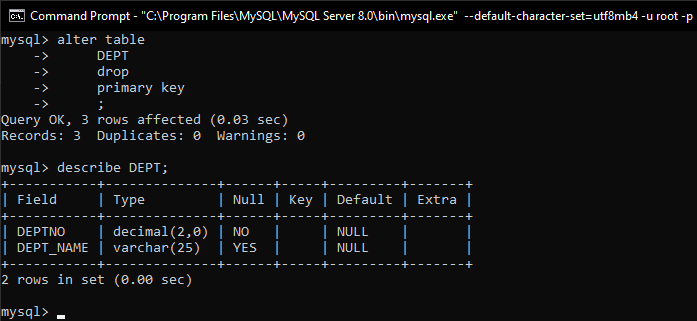 Command Prompt - "C:\Program Files\MySQL\MySQL Server 8.0\bin\mysql.exe"  --default-character-set=utf8mb4 -u root -p
mysql> alter table
    ->      DEPT
    ->      drop
    ->      primary key
    ->      ;
Query OK, 3 rows affected (0.03 sec)
Records: 3  Duplicates: 0  Warnings: 0

mysql> describe DEPT;
+-----------+--------------+------+-----+---------+-------+
| Field     | Type         | Null | Key | Default | Extra |
+-----------+--------------+------+-----+---------+-------+
| DEPTNO    | decimal(2,0) | NO   |     | NULL    |       |
| DEPT_NAME | varchar(25)  | YES  |     | NULL    |       |
+-----------+--------------+------+-----+---------+-------+
2 rows in set (0.00 sec)

mysql> _